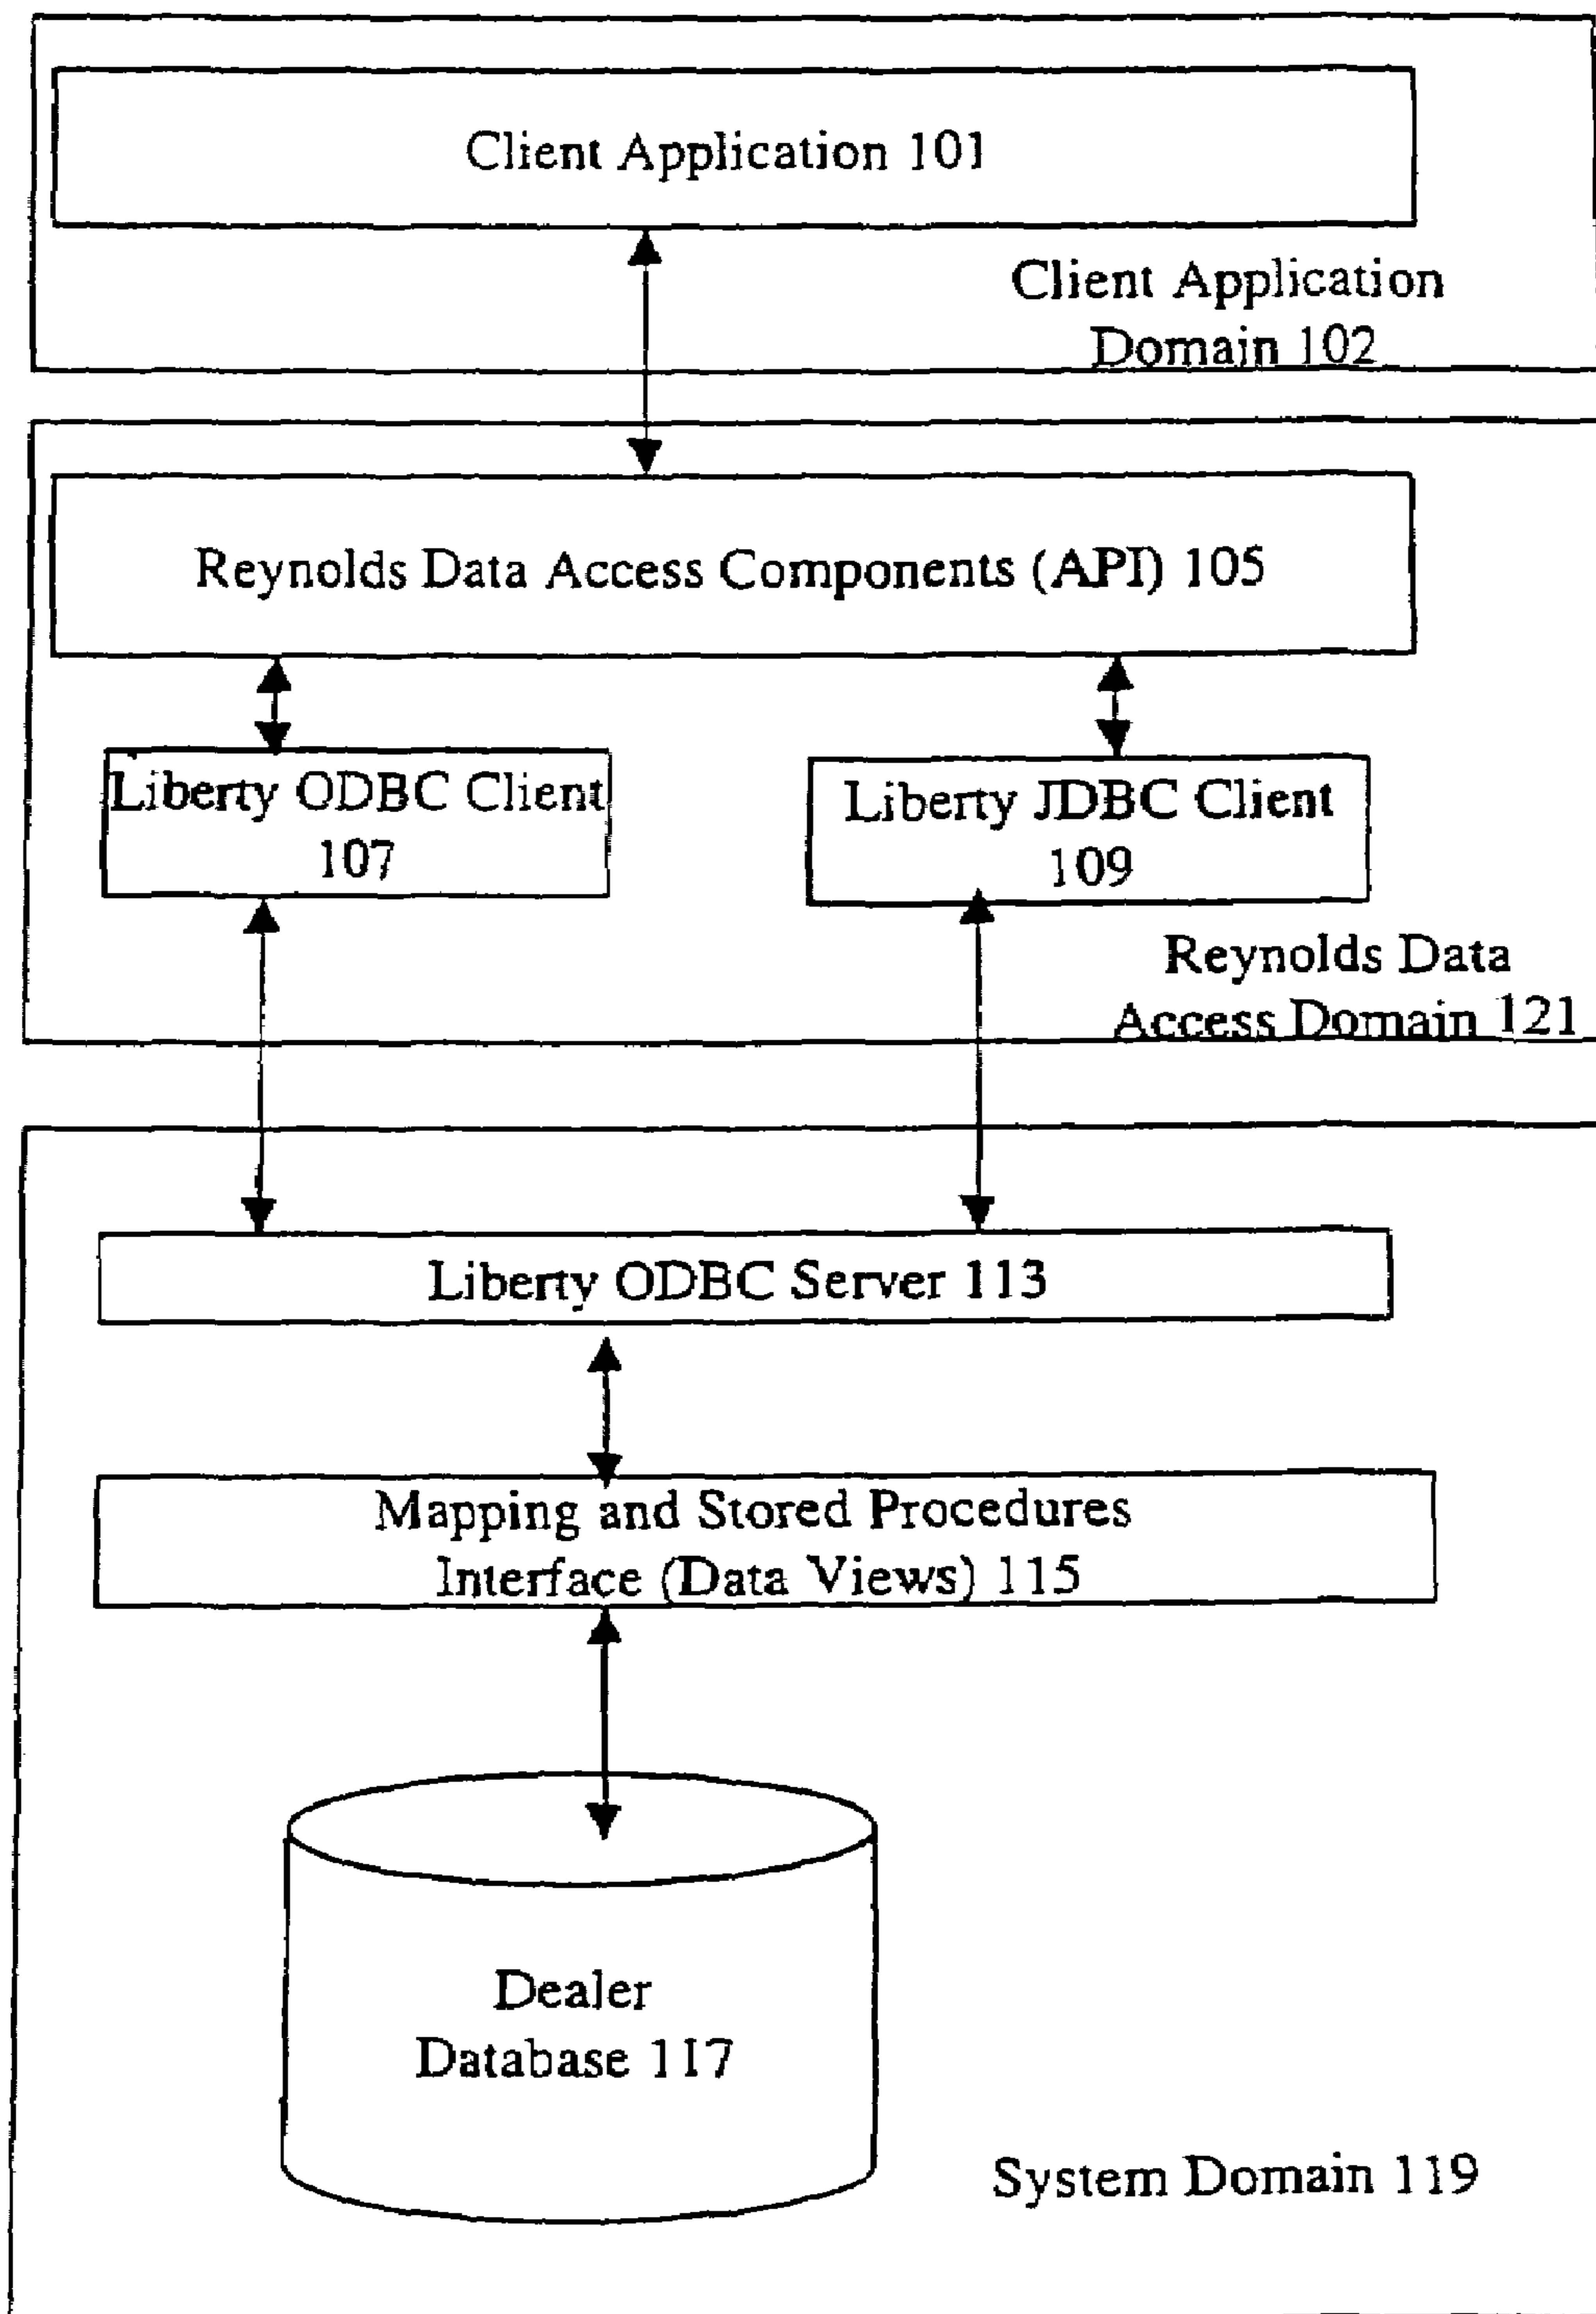 Client Application 101
Client Application
Domain 102
Reynolds Data Access Components (API) 105
Liberty ODBC Client
107
Liberty JDBC Client
109
Reynolds Data
Access Domain 121
Liberty ODBC Server 113
Mapping and Stored Procedures
Interface (Data Views) 115
Dealer
Database 117
System Domain 119